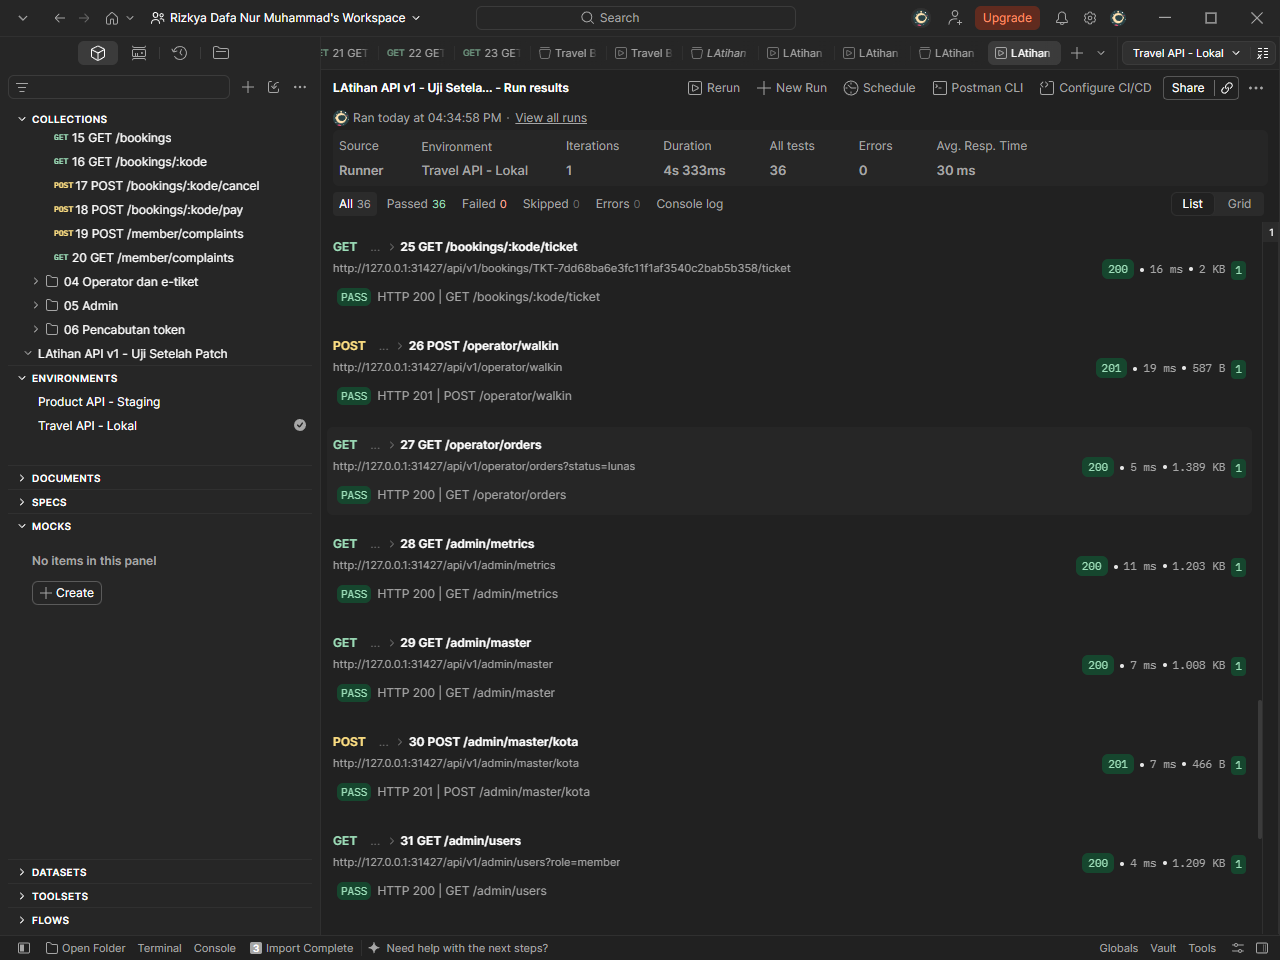 Rizkya Dafa Nur Muhammad's Workspace
Search
Upgrade
21 GET
GET 22 GE
GET 23 GE
Travel B
Travel B
LAtihan
LAtihan
LAtihan
LAtihan
LAtihan
Travel API - Lokal
COLLECTIONS
GET 15 GET /bookings
GET 16 GET /bookings/:kode
POST 17 POST /bookings/:kode/cancel
POST 18 POST /bookings/:kode/pay
POST 19 POST /member/complaints
GET 20 GET /member/complaints
04 Operator dan e-tiket
05 Admin
06 Pencabutan token
LAtihan API v1 - Uji Setelah Patch
ENVIRONMENTS
Product API - Staging
Travel API - Lokal
DOCUMENTS
SPECS
MOCKS
No items in this panel
Create
DATASETS
TOOLSETS
FLOWS
LAtihan API v1 - Uji Setela... - Run results
Rerun
New Run
Schedule
Postman CLI
Configure CI/CD
Share
Ran today at 04:34:58 PM · View all runs
Source Environment Iterations Duration All tests Errors Avg. Resp. Time
Runner Travel API - Lokal 1 4s 333ms 36 0 30 ms
All 36 Passed 36 Failed 0 Skipped 0 Errors 0 Console log
List Grid
1
GET ... > 25 GET /bookings/:kode/ticket
http://127.0.0.1:31427/api/v1/bookings/TKT-7dd68ba6e3fc11f1af3540c2bab5b358/ticket
200 • 16 ms • 2 KB 1
PASS HTTP 200 | GET /bookings/:kode/ticket
POST ... > 26 POST /operator/walkin
http://127.0.0.1:31427/api/v1/operator/walkin
201 • 19 ms • 587 B 1
PASS HTTP 201 | POST /operator/walkin
GET ... > 27 GET /operator/orders
http://127.0.0.1:31427/api/v1/operator/orders?status=lunas
200 • 5 ms • 1.389 KB 1
PASS HTTP 200 | GET /operator/orders
GET ... > 28 GET /admin/metrics
http://127.0.0.1:31427/api/v1/admin/metrics
200 • 11 ms • 1.203 KB 1
PASS HTTP 200 | GET /admin/metrics
GET ... > 29 GET /admin/master
http://127.0.0.1:31427/api/v1/admin/master
200 • 7 ms • 1.008 KB 1
PASS HTTP 200 | GET /admin/master
POST ... > 30 POST /admin/master/kota
http://127.0.0.1:31427/api/v1/admin/master/kota
201 • 7 ms • 466 B 1
PASS HTTP 201 | POST /admin/master/kota
GET ... > 31 GET /admin/users
http://127.0.0.1:31427/api/v1/admin/users?role=member
200 • 4 ms • 1.209 KB 1
PASS HTTP 200 | GET /admin/users
Open Folder Terminal Console 3 Import Complete Need help with the next steps?
Globals Vault Tools